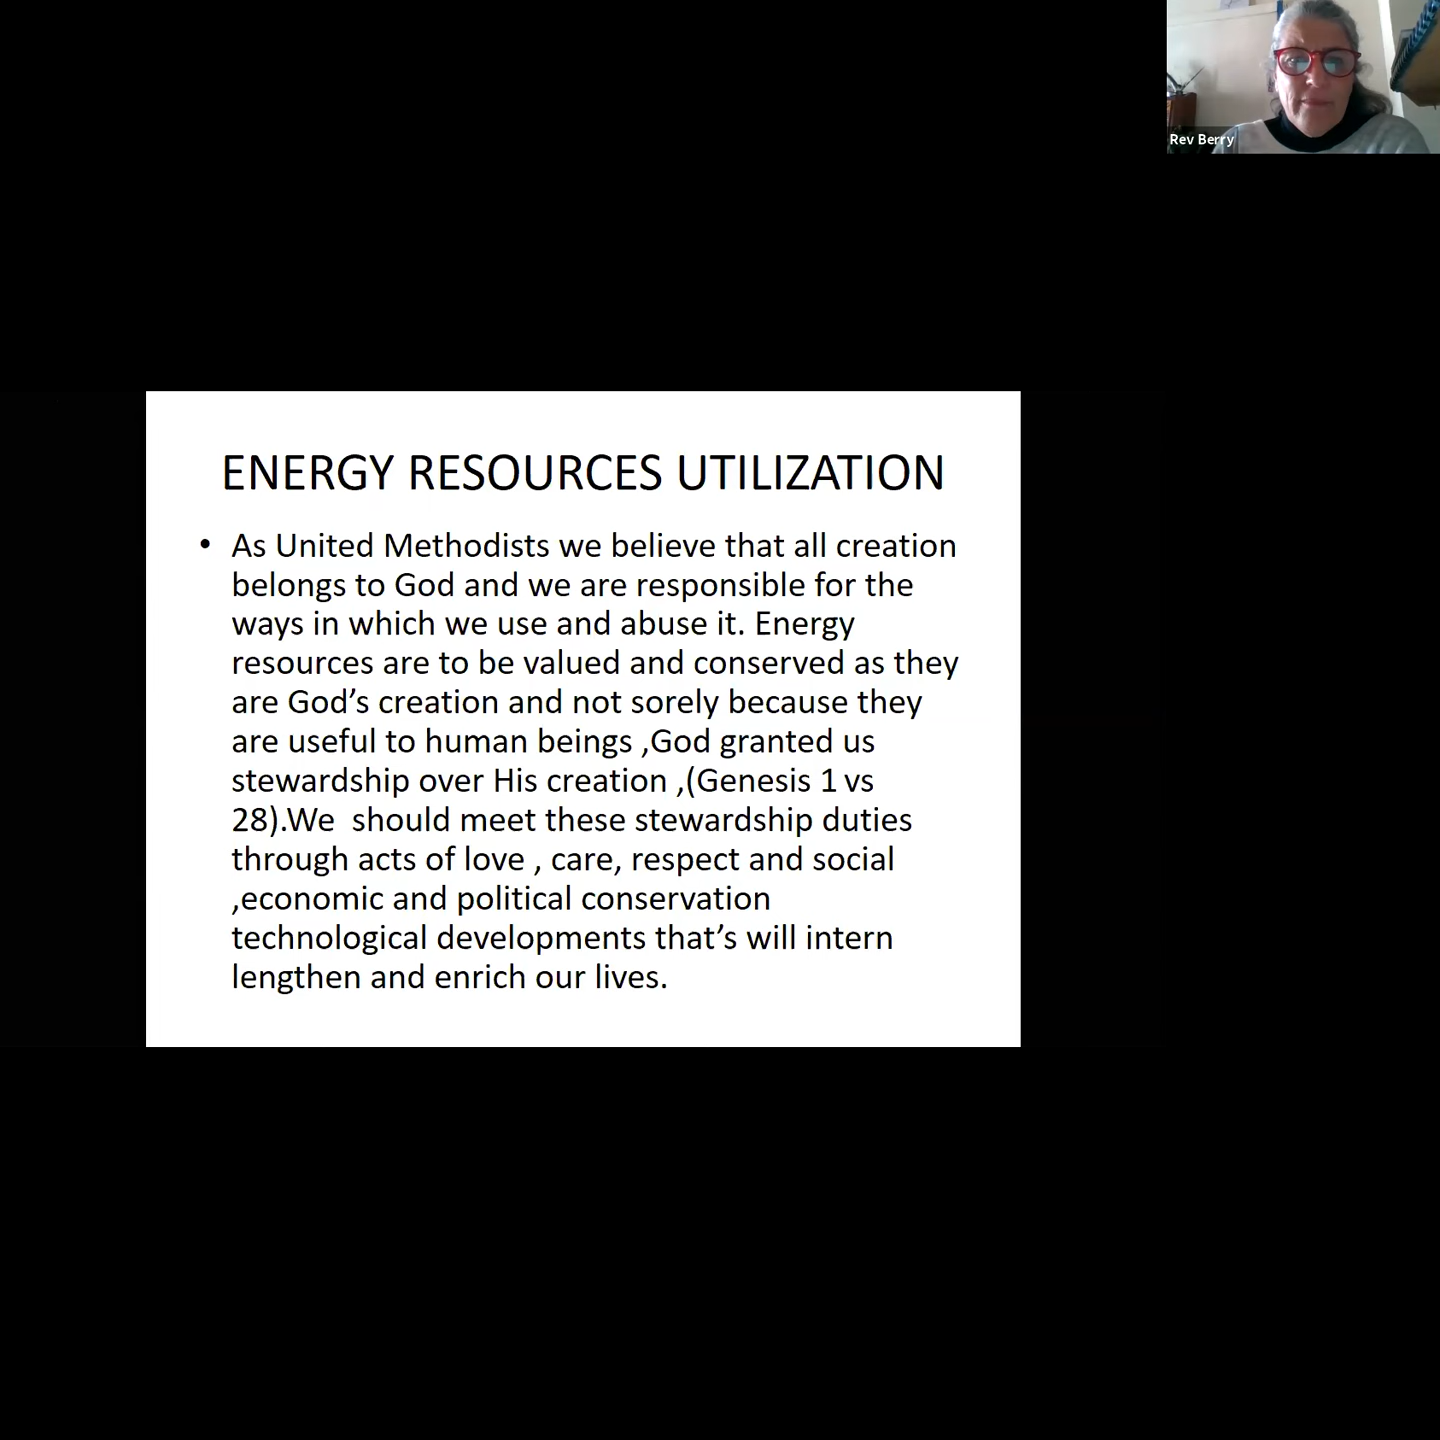 Rev Berry
ENERGY RESOURCES UTILIZATION
• As United Methodists we believe that all creation
belongs to God and we are responsible for the
ways in which we use and abuse it. Energy
resources are to be valued and conserved as they
are God’s creation and not sorely because they
are useful to human beings ,God granted us
stewardship over His creation ,(Genesis 1 vs
28).We  should meet these stewardship duties
through acts of love , care, respect and social
,economic and political conservation
technological developments that’s will intern
lengthen and enrich our lives.